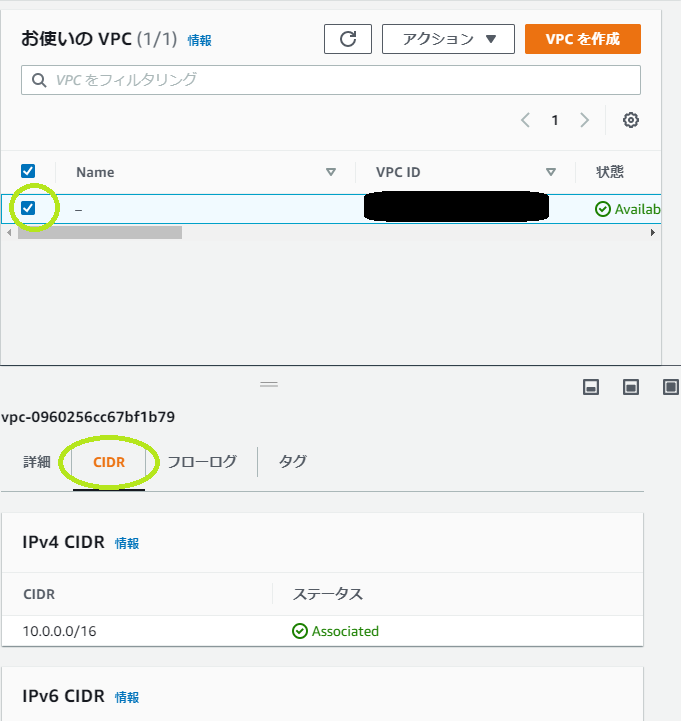 お使いの VPC (1/1) 情報
アクション ▼
VPC を作成
VPC をフィルタリング
1
Name
VPC ID
状態
–
Availab
vpc-0960256cc67bf1b79
詳細
CIDR
フローログ
タグ
IPv4 CIDR 情報
CIDR
ステータス
10.0.0.0/16
Associated
IPv6 CIDR 情報